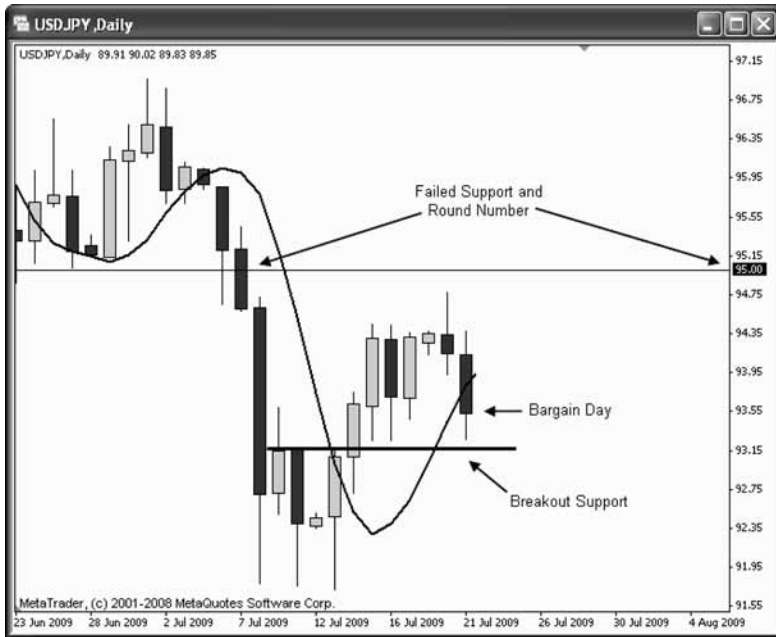 USDJPY,Daily
USDJPY,Daily 89.91 90.02 89.83 89.85
97.15
96.75
96.35
95.95
Failed Support and
Round Number
95.55
95.15
95.00
94.75
94.35
93.95
93.55
Bargain Day
93.15
Breakout Support
92.75
92.35
91.95
91.55
MetaTrader, (c) 2001-2008 MetaQuotes Software Corp.
23 Jun 2009 28 Jun 2009 2 Jul 2009 7 Jul 2009 12 Jul 2009 16 Jul 2009 21 Jul 2009 26 Jul 2009 30 Jul 2009 4 Aug 2009